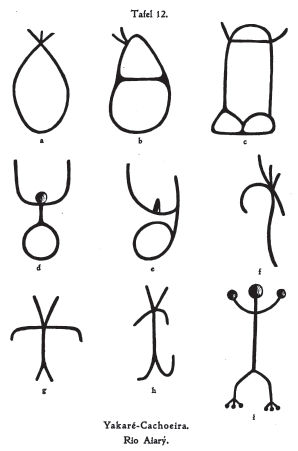 Tafel 12.
a b c
d e f
g h i
Yakaré-Cachoeira.
Rio Aiarý.